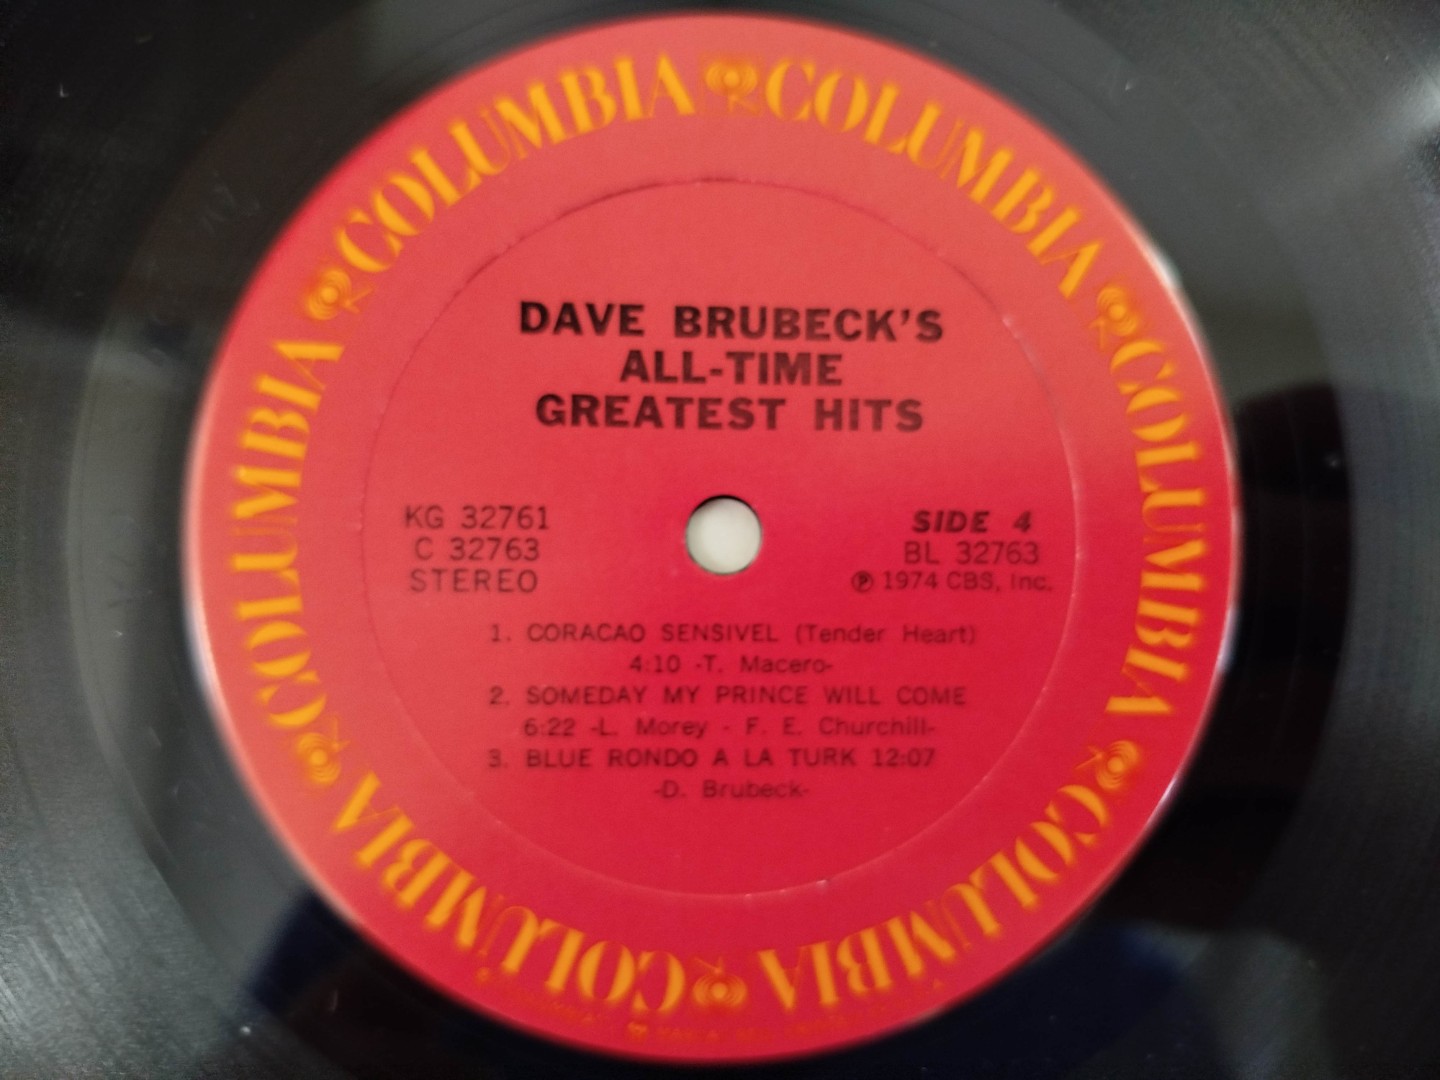 COLUMBIA COLUMBIA COLUMBIA COLUMBIA COLUMBIA COLUMBIA COLUMBIA
DAVE BRUBECK'S
ALL-TIME
GREATEST HITS
KG 32761
C 32763
STEREO
SIDE 4
BL 32763
℗ 1974 CBS, Inc.
1. CORACAO SENSIVEL (Tender Heart)
4:10 -T. Macero-
2. SOMEDAY MY PRINCE WILL COME
6:22 -L. Morey - F. E. Churchill-
3. BLUE RONDO A LA TURK 12:07
-D. Brubeck-